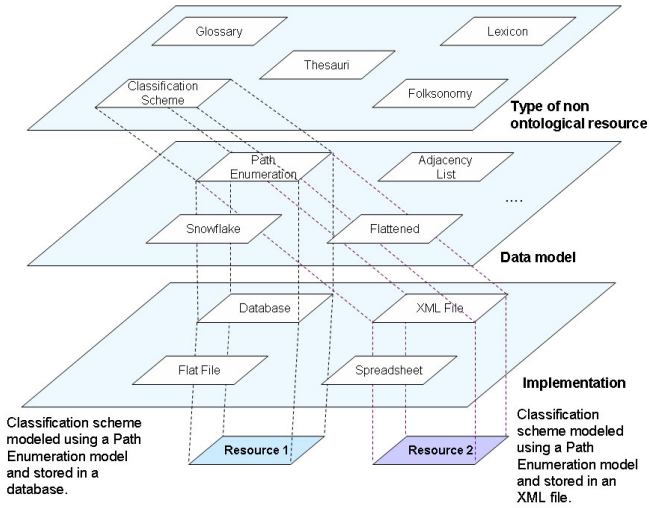 Glossary
Lexicon
Thesauri
Classification
Scheme
Folksonomy
Type of non
ontological resource
Path
Enumeration
Adjacency
List
....
Snowflake
Flattened
Data model
Database
XML File
Flat File
Spreadsheet
Implementation
Classification scheme
modeled using a Path
Enumeration model
and stored in a
database.
Resource 1
Resource 2
Classification
scheme modeled
using a Path
Enumeration model
and stored in an
XML file.